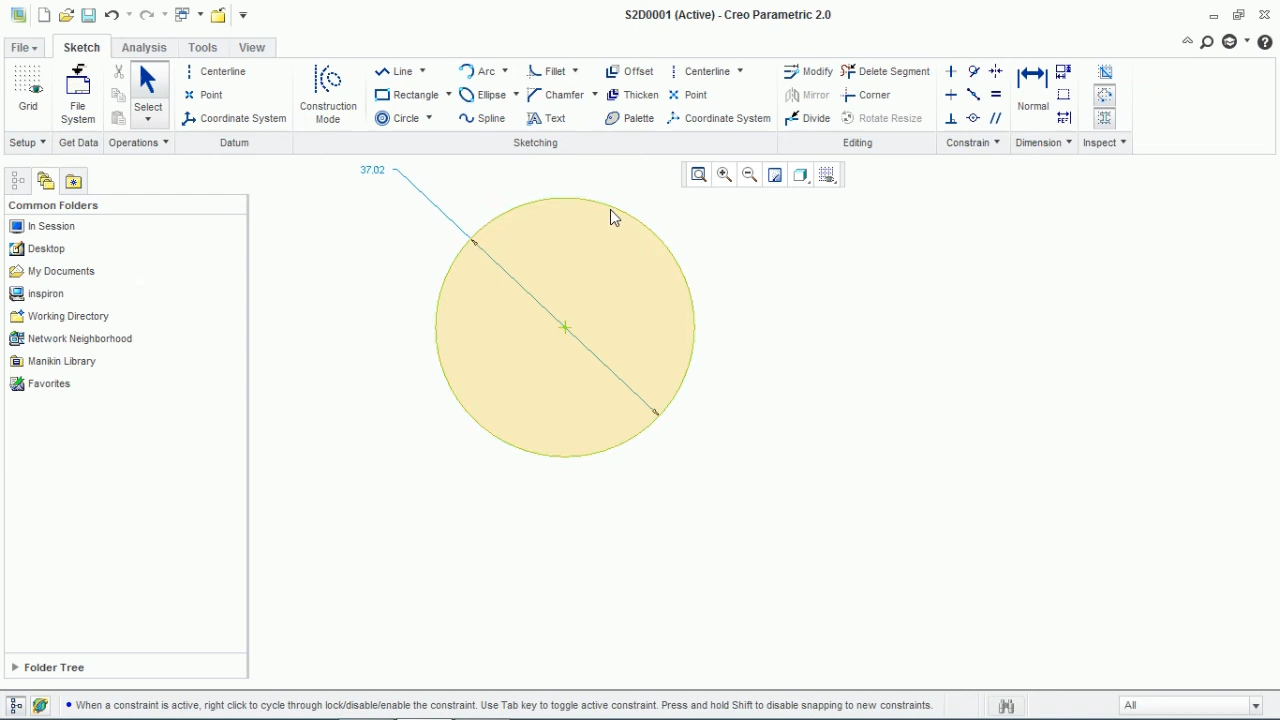 S2D0001 (Active) - Creo Parametric 2.0
File Sketch Analysis Tools View
Grid
File System
Select
Centerline
Point
Coordinate System
Construction Mode
Line Arc Fillet Offset Centerline
Rectangle Ellipse Chamfer Thicken Point
Circle Spline Text Palette Coordinate System
Modify Delete Segment
Mirror Corner
Divide Rotate Resize
Normal
Setup Get Data Operations Datum Sketching Editing Constrain Dimension Inspect
37.02
Common Folders
In Session
Desktop
My Documents
inspiron
Working Directory
Network Neighborhood
Manikin Library
Favorites
Folder Tree
When a constraint is active, right click to cycle through lock/disable/enable the constraint. Use Tab key to toggle active constraint. Press and hold Shift to disable snapping to new constraints.
All